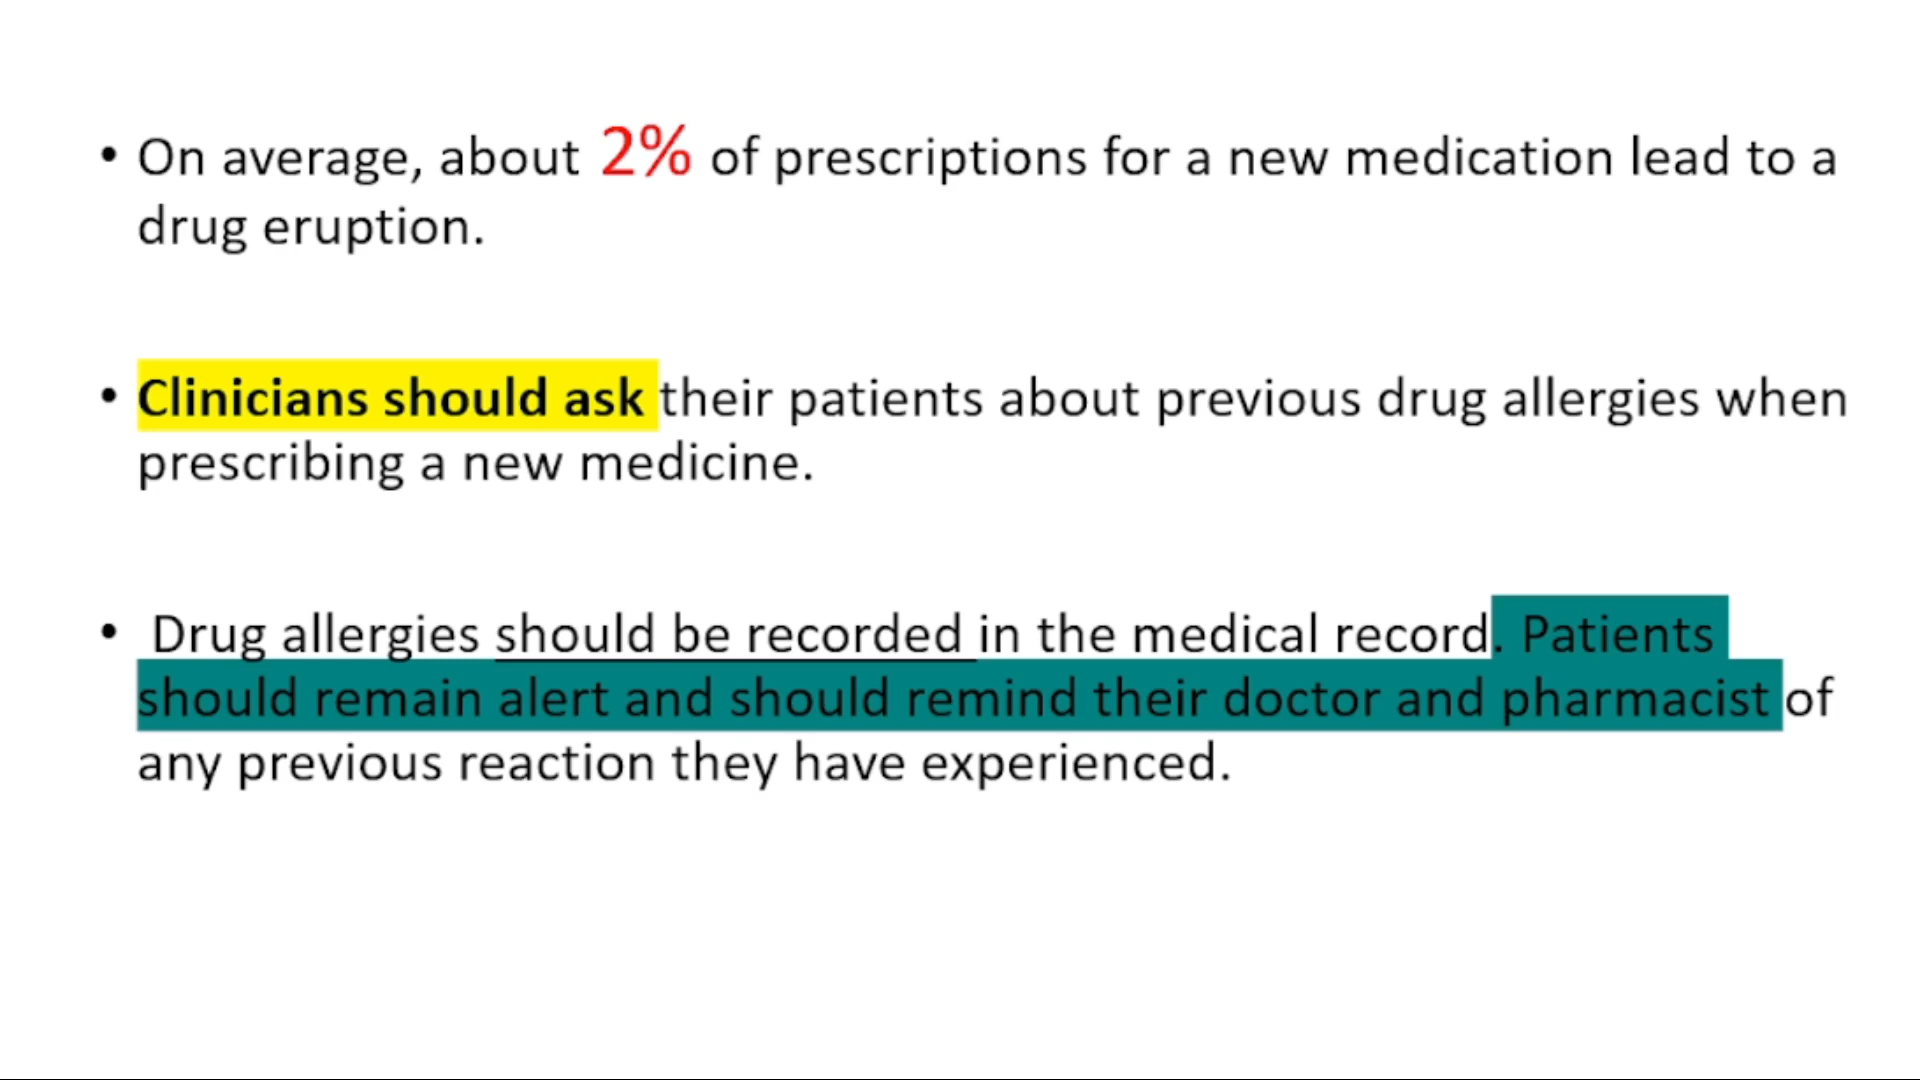 • On average, about 2% of prescriptions for a new medication lead to a
drug eruption.
• Clinicians should ask their patients about previous drug allergies when
prescribing a new medicine.
• Drug allergies should be recorded in the medical record. Patients
should remain alert and should remind their doctor and pharmacist of
any previous reaction they have experienced.